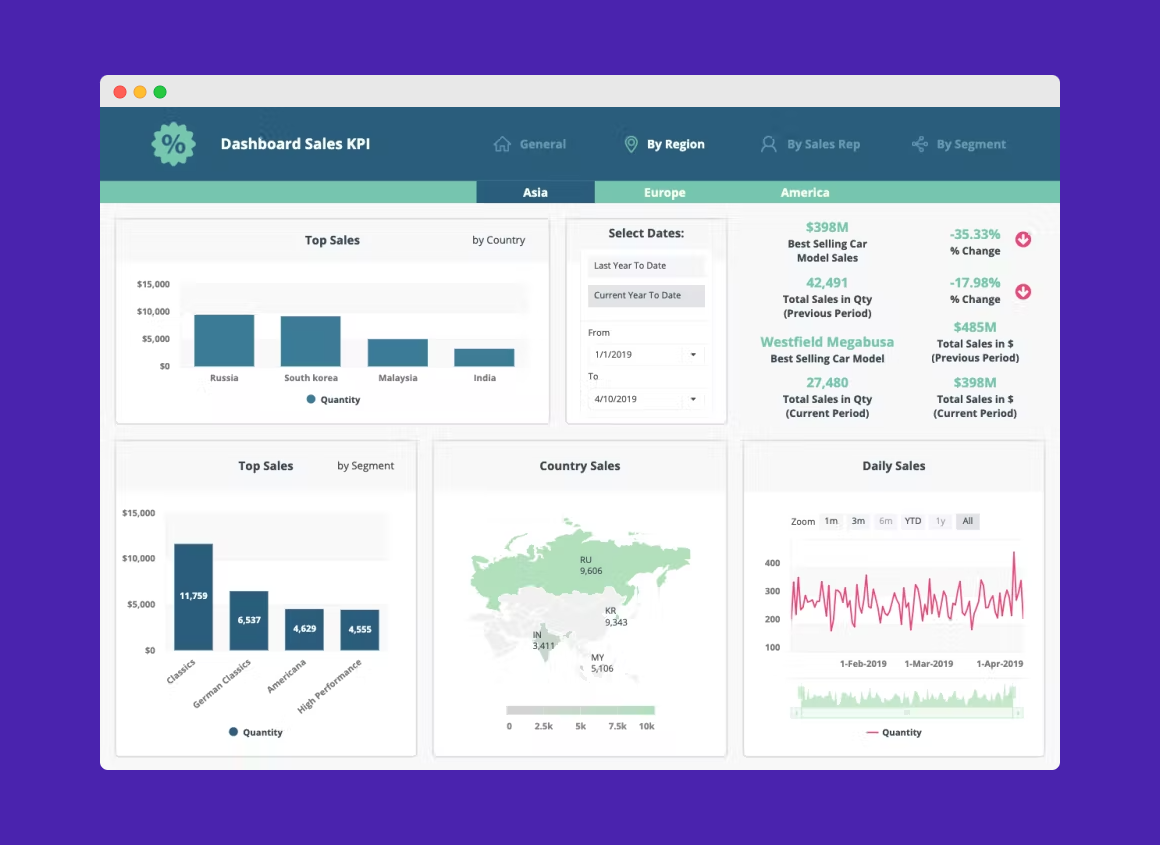 %
Dashboard Sales KPI
General
By Region
By Sales Rep
By Segment
Asia
Europe
America
Top Sales
by Country
$15,000
$10,000
$5,000
$0
Russia
South korea
Malaysia
India
Quantity
Select Dates:
Last Year To Date
Current Year To Date
From
1/1/2019
To
4/10/2019
$398M
Best Selling Car
Model Sales
-35.33%
% Change
42,491
Total Sales in Qty
(Previous Period)
-17.98%
% Change
Westfield Megabusa
Best Selling Car Model
$485M
Total Sales in $
(Previous Period)
27,480
Total Sales in Qty
(Current Period)
$398M
Total Sales in $
(Current Period)
Top Sales
by Segment
$15,000
$10,000
$5,000
$0
11,759
6,537
4,629
4,555
Classics
German Classics
Americana
High Performance
Quantity
Country Sales
RU
9,606
KR
9,343
IN
3,411
MY
5,106
0
2.5k
5k
7.5k
10k
Daily Sales
Zoom
1m
3m
6m
YTD
1y
All
400
300
200
100
1-Feb-2019
1-Mar-2019
1-Apr-2019
Quantity